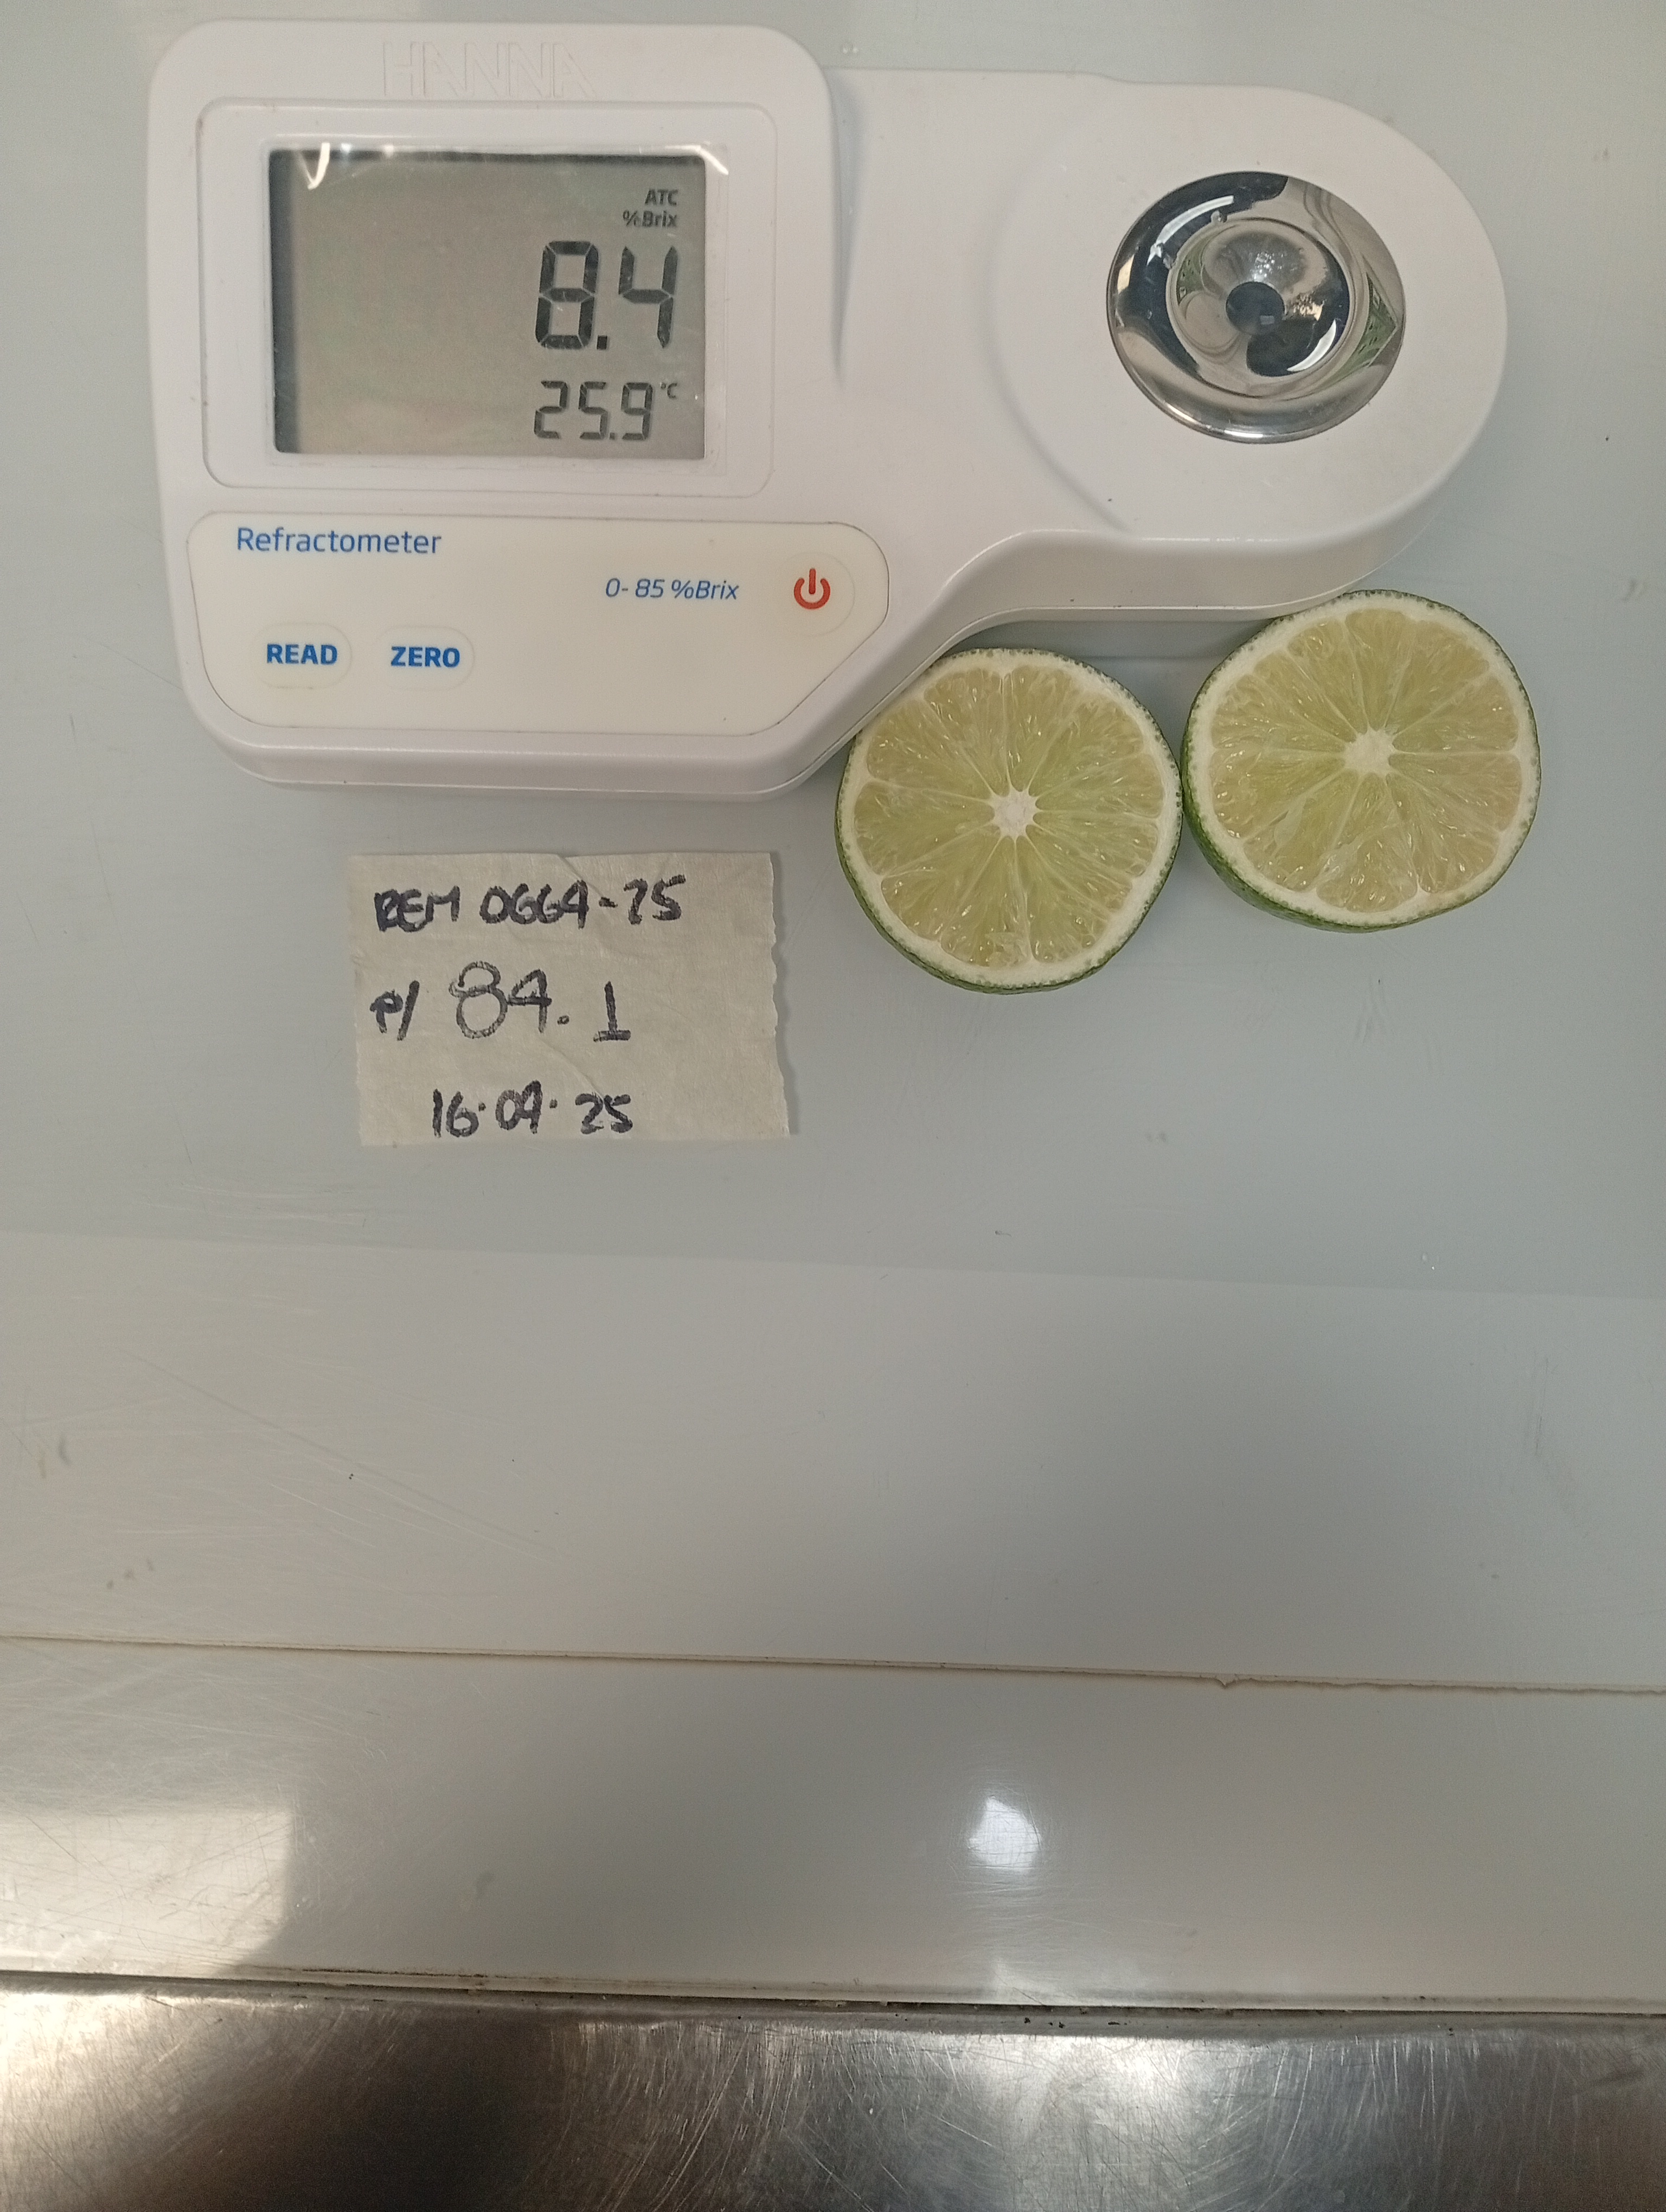 HANNA
ATC
%Brix
8.4
25.9°C
Refractometer
0-85 %Brix
READ ZERO
REM 0664-25
P/ 84.1
16.04.25